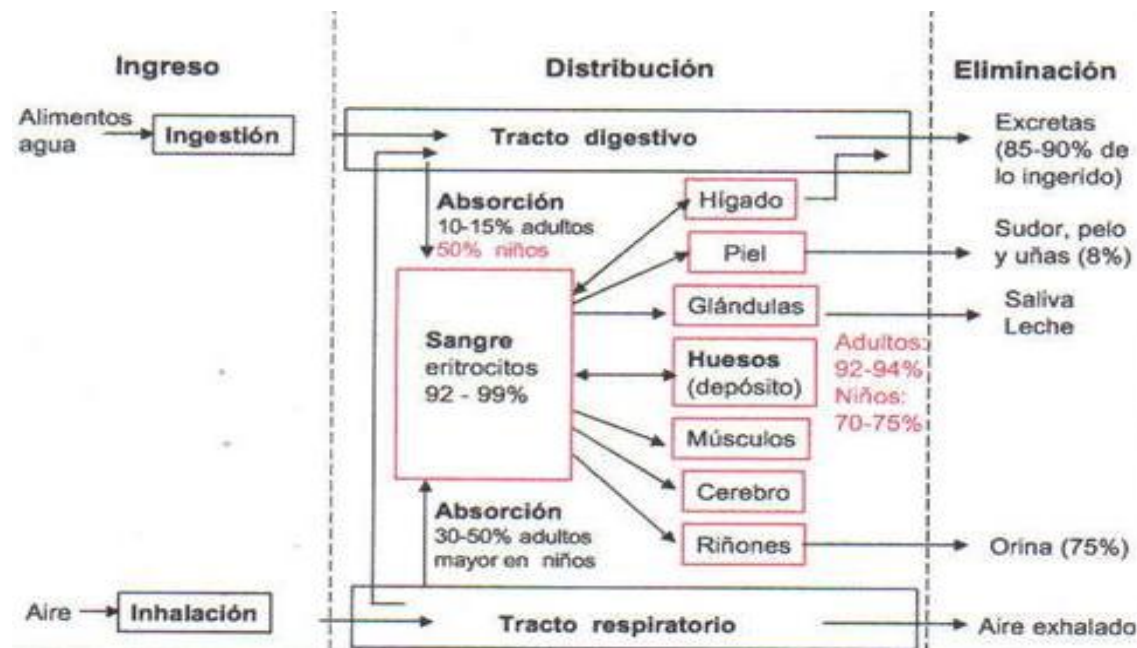 Ingreso
Distribución
Eliminación
Alimentos
agua
Ingestión
Tracto digestivo
Excretas
(85-90% de
lo ingerido)
Absorción
10-15% adultos
50% niños
Hígado
Piel
Sudor, pelo
y uñas (8%)
Glándulas
Saliva
Leche
Sangre
eritrocitos
92 - 99%
Huesos
(depósito)
Adultos:
92-94%
Niños:
70-75%
Músculos
Cerebro
Absorción
30-50% adultos
mayor en niños
Riñones
Orina (75%)
Aire
Inhalación
Tracto respiratorio
Aire exhalado